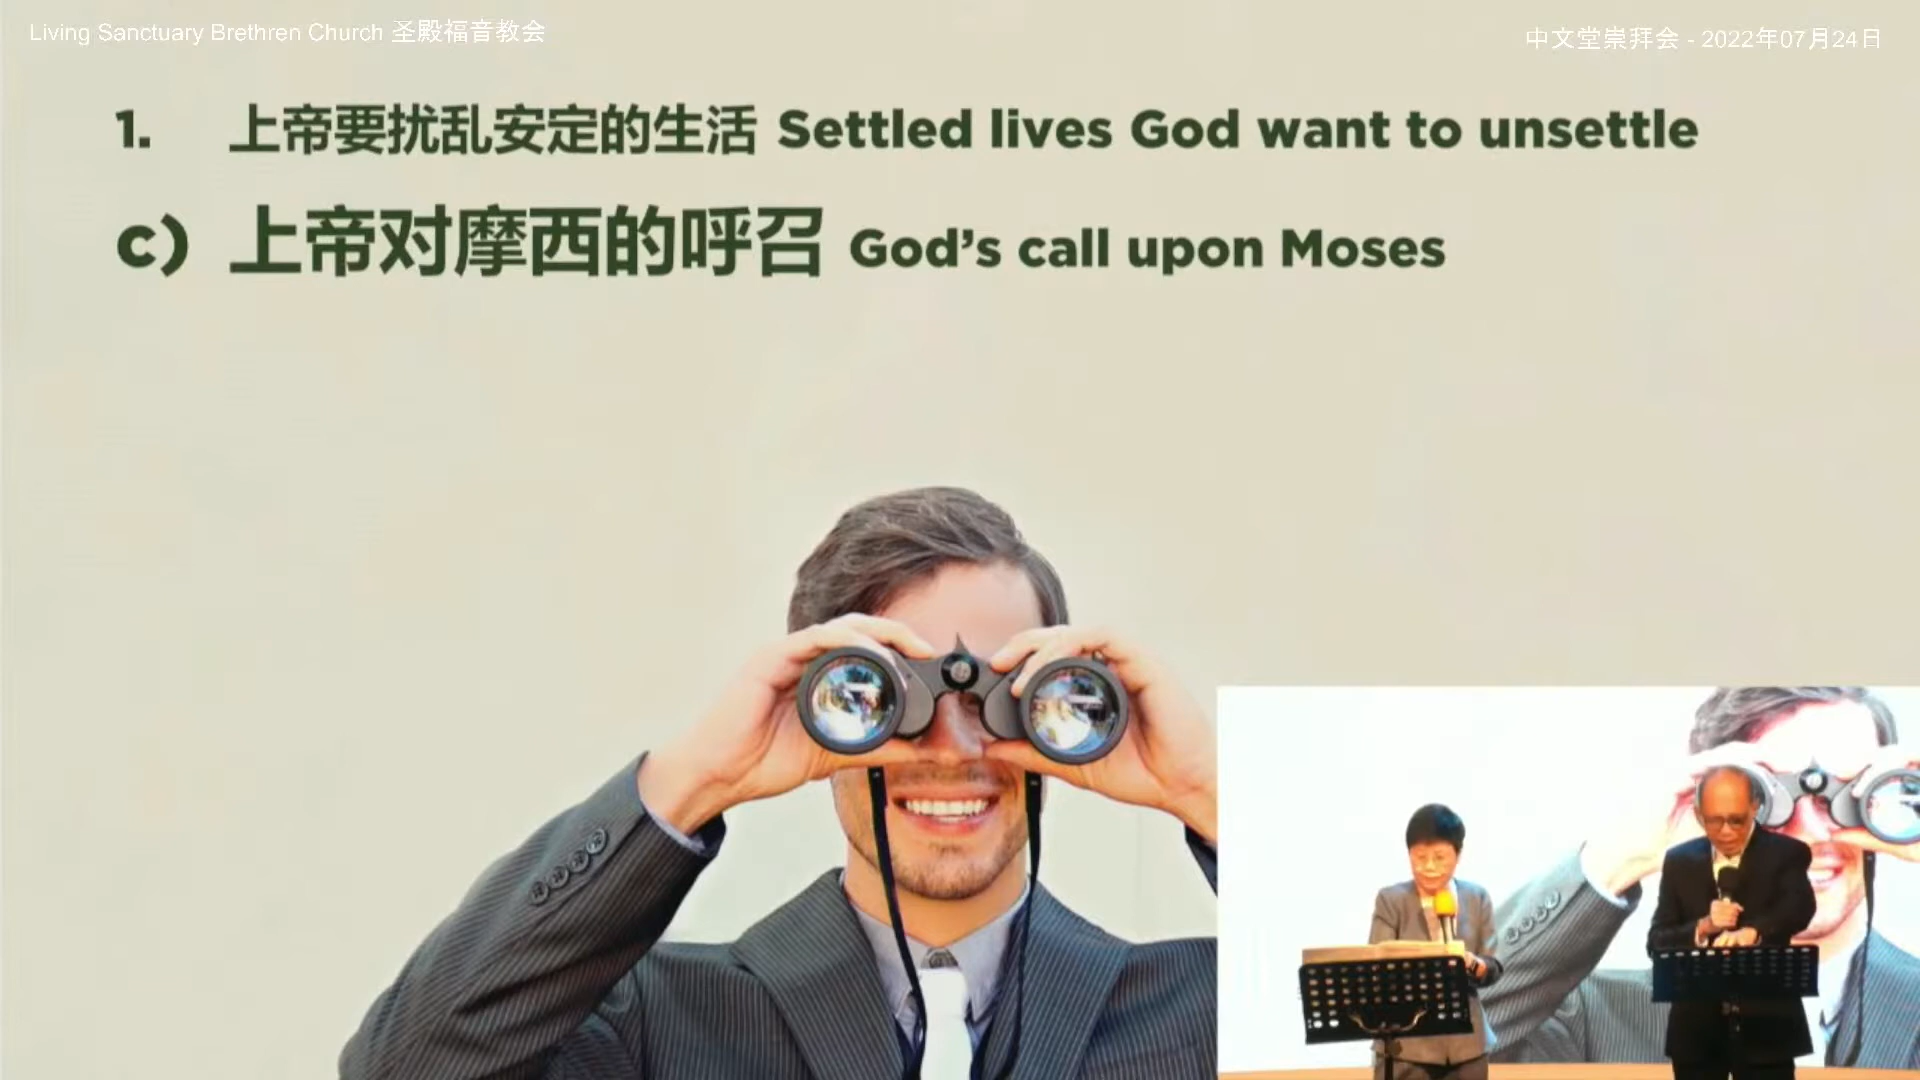 Living Sanctuary Brethren Church 圣殿福音教会
中文堂崇拜会 - 2022年07月24日
1. 上帝要扰乱安定的生活 Settled lives God want to unsettle
c) 上帝对摩西的呼召 God's call upon Moses